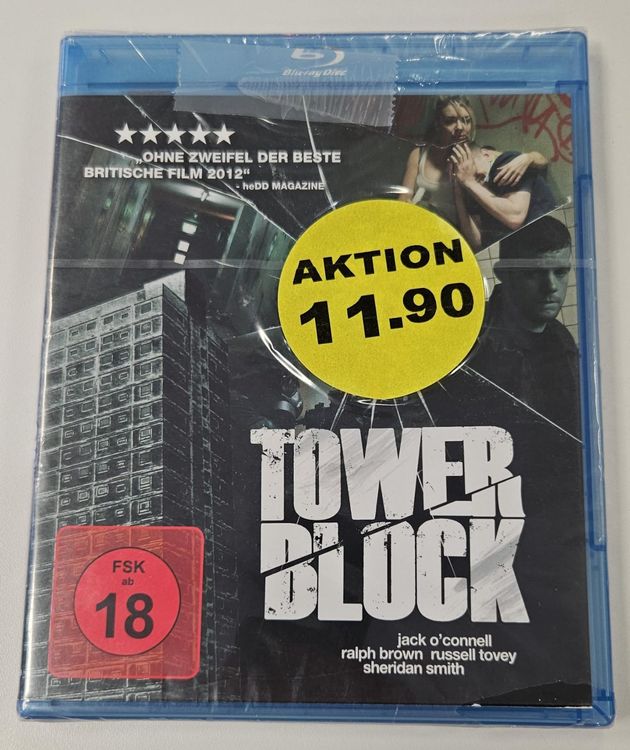 Blu-ray Disc
★★★★★
„OHNE ZWEIFEL DER BESTE
BRITISCHE FILM 2012“
- heDD MAGAZINE
AKTION
11.90
TOWER
BLOCK
FSK
ab
18
jack o'connell
ralph brown russell tovey
sheridan smith